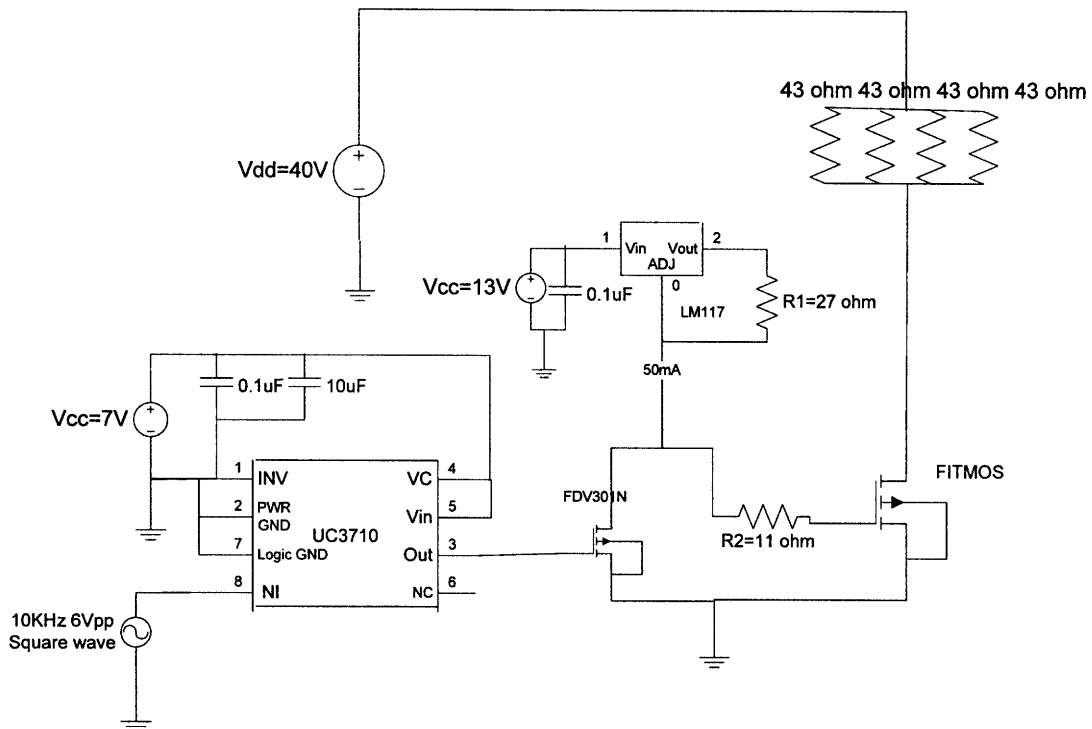 43 ohm 43 ohm 43 ohm 43 ohm
+
−
Vdd=40V
1
Vin
Vout
2
ADJ
0
LM117
+
−
Vcc=13V
0.1uF
R1=27 ohm
50mA
+
−
Vcc=7V
0.1uF
10uF
1
INV
VC
4
2
PWR
GND
Vin
5
UC3710
7
Logic GND
Out
3
8
NI
NC
6
10KHz 6Vpp
Square wave
FDV301N
R2=11 ohm
FITMOS